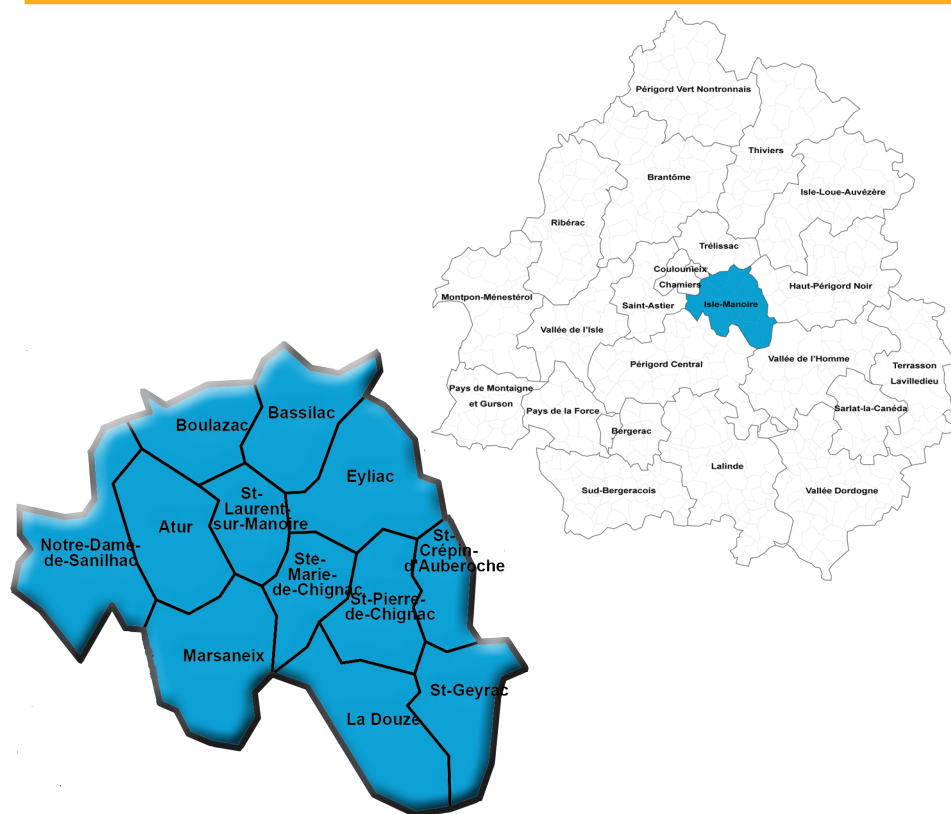 Périgord Vert Nontronnais
Thiviers
Brantôme
Isle-Loue-Auvézère
Ribérac
Trélissac
Coulounieix
Chamiers
Haut-Périgord Noir
Montpon-Ménestérol
Saint-Astier
Isle-Manoire
Vallée de l'Isle
Périgord Central
Vallée de l'Homme
Terrasson
Lavilledieu
Pays de Montaigne
et Gurson
Pays de la Force
Sarlat-la-Canéda
Bergerac
Lalinde
Sud-Bergeracois
Vallée Dordogne
Bassilac
Boulazac
Eyliac
St-
Laurent-
sur-Manoire
Atur
St-
Crépin-
d'Auberoche
Notre-Dame-
de-Sanilhac
Ste-
Marie-
de-Chignac
St-Pierre-
de-Chignac
Marsaneix
St-Geyrac
La Douze